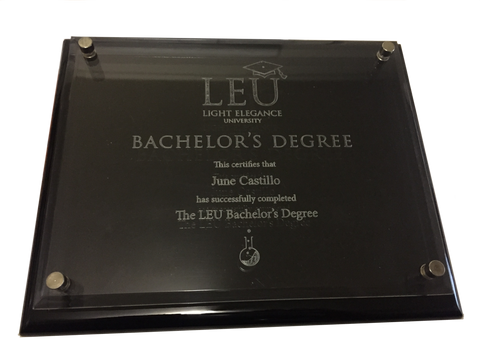 LEU
LIGHT ELEGANCE
UNIVERSITY
BACHELOR'S DEGREE
This certifies that
June Castillo
has successfully completed
The LEU Bachelor's Degree